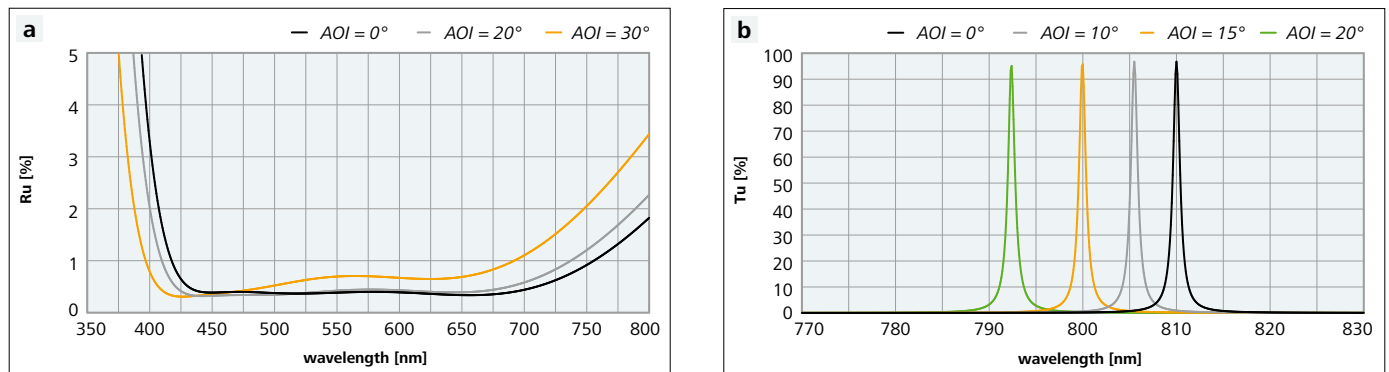 a
AOI = 0° AOI = 20° AOI = 30°
5
4
3
2
1
0
Ru [%]
350 400 450 500 550 600 650 700 750 800
wavelength [nm]
b
AOI = 0° AOI = 10° AOI = 15° AOI = 20°
100
90
80
70
60
50
40
30
20
10
0
Tu [%]
770 780 790 800 810 820 830
wavelength [nm]